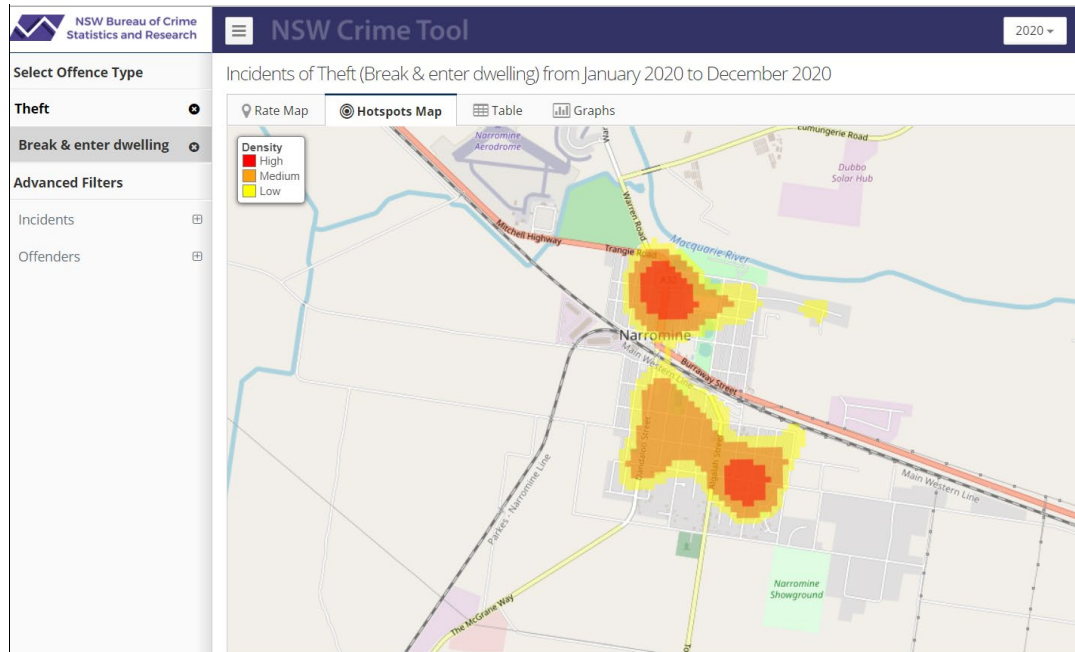 NSW Bureau of Crime
Statistics and Research
NSW Crime Tool
2020
Select Offence Type
Theft
Break & enter dwelling
Advanced Filters
Incidents
Offenders
Incidents of Theft (Break & enter dwelling) from January 2020 to December 2020
Rate Map
Hotspots Map
Table
Graphs
Density
High
Medium
Low
Narromine
Aerodrome
Eumungerie Road
Dubbo
Solar Hub
Warren Road
Mitchell Highway
Trangie Road
Macquarie River
Narromine
Main Western Line
Burraway Street
Dandaloo Street
Algalah Street
Main Western Line
Parkes - Narromine Line
Narromine
Showground
The McGrane Way